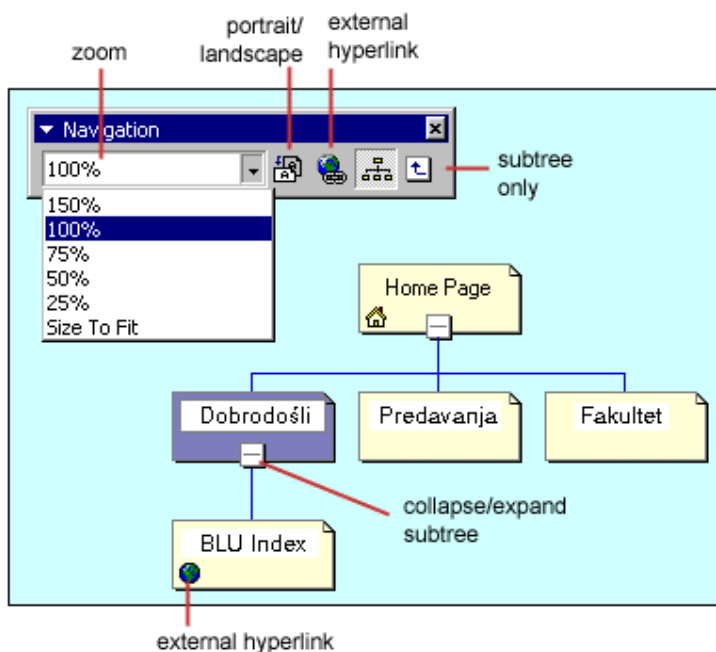 zoom
portrait/
landscape
external
hyperlink
Navigation
100%
subtree
only
150%
100%
75%
50%
25%
Size To Fit
Home Page
Dobrodośli
Predavanja
Fakultet
collapse/expand
subtree
BLU Index
external hyperlink